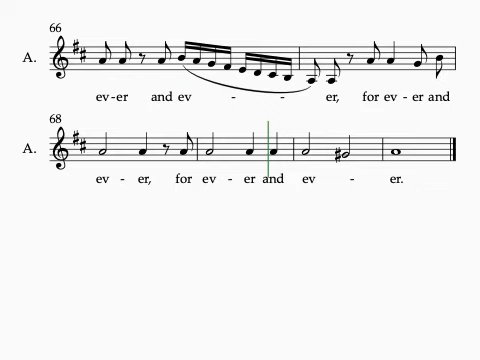 66
A.
ev-er and ev - - - er, for ev - er and
68
A.
ev - er, for ev - er and ev - er.